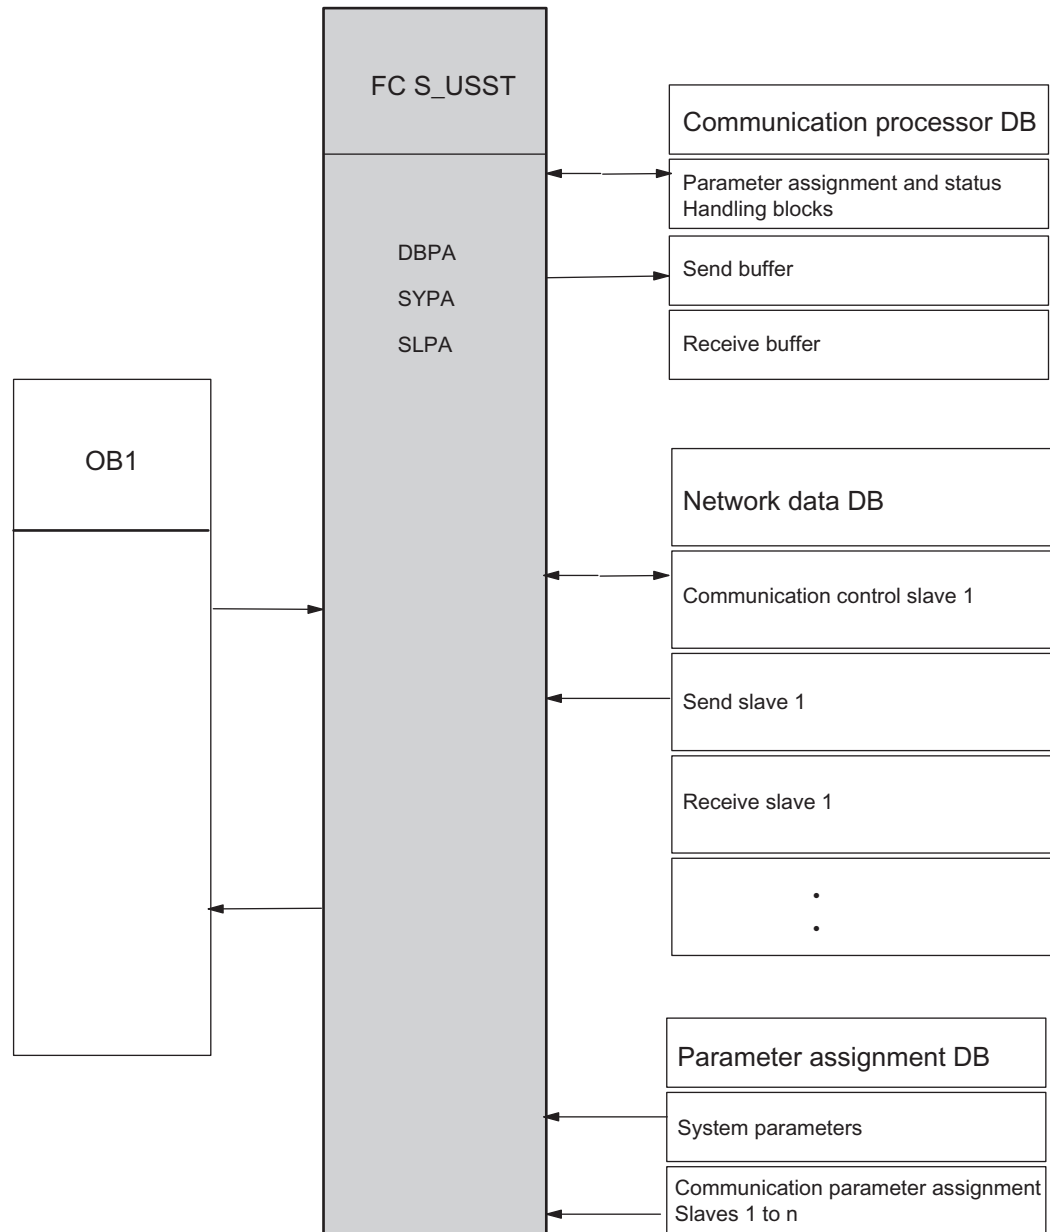 FC S_USST
DBPA
SYPA
SLPA
OB1
Communication processor DB
Parameter assignment and status
Handling blocks
Send buffer
Receive buffer
Network data DB
Communication control slave 1
Send slave 1
Receive slave 1
Parameter assignment DB
System parameters
Communication parameter assignment
Slaves 1 to n